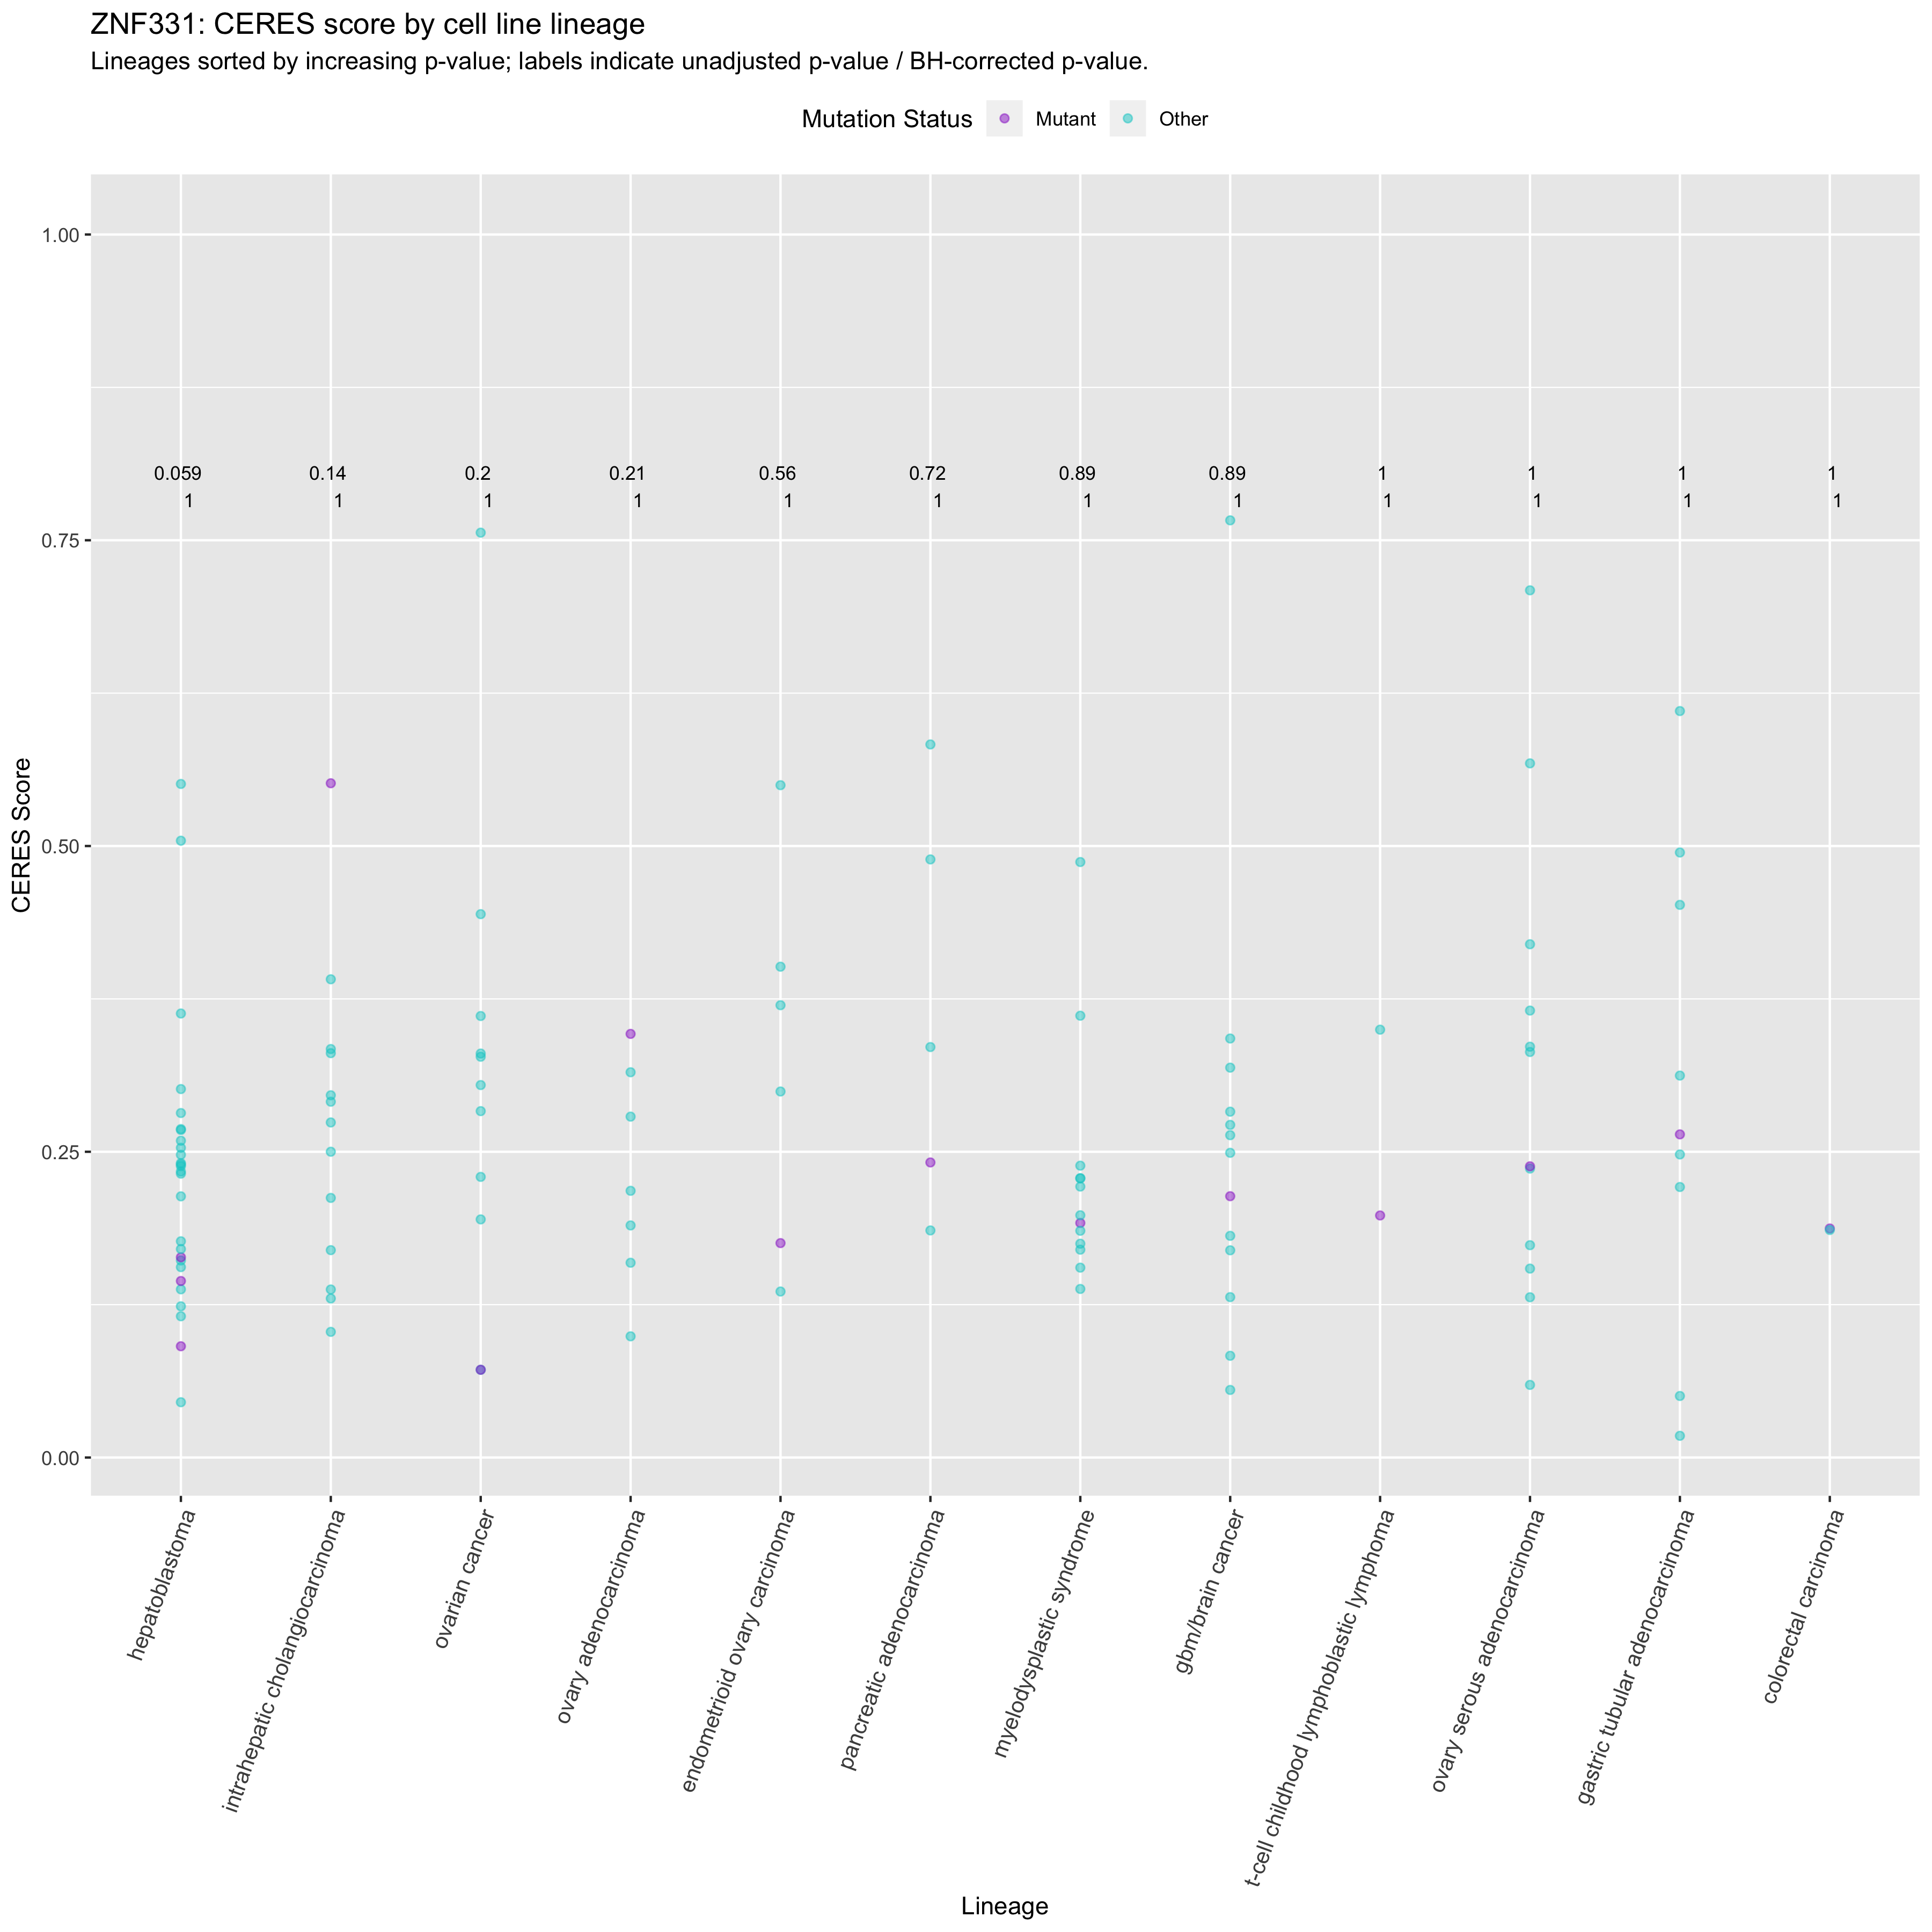 ZNF331: CERES score by cell line lineage
Lineages sorted by increasing p-value; labels indicate unadjusted p-value / BH-corrected p-value.
Mutation Status Mutant Other
1.00
0.059 0.14 0.2 0.21 0.56 0.72 0.89 0.89 1 1 1 1
1 1 1 1 1 1 1 1 1 1 1 1
0.75
CERES Score
0.50
0.25
0.00
hepatoblastoma
intrahepatic cholangiocarcinoma
ovarian cancer
ovary adenocarcinoma
endometrioid ovary carcinoma
pancreatic adenocarcinoma
myelodysplastic syndrome
gbm/brain cancer
t-cell childhood lymphoblastic lymphoma
ovary serous adenocarcinoma
gastric tubular adenocarcinoma
colorectal carcinoma
Lineage